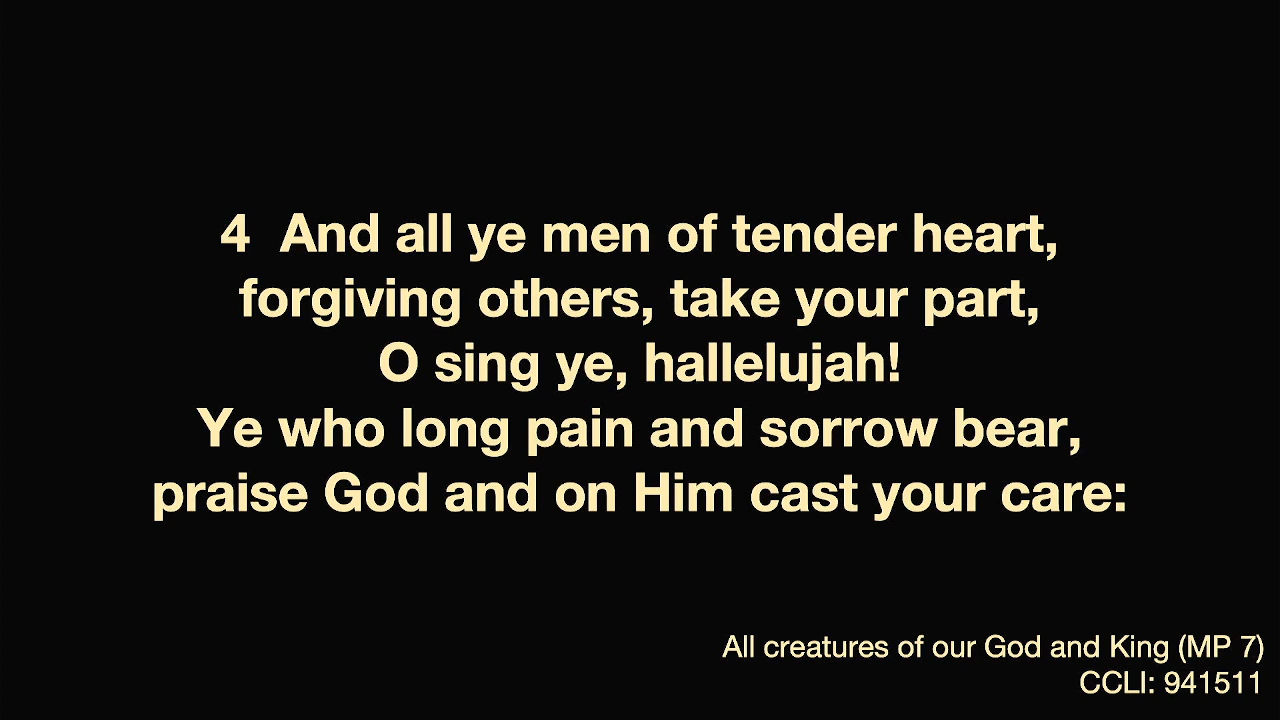 4  And all ye men of tender heart,
forgiving others, take your part,
O sing ye, hallelujah!
Ye who long pain and sorrow bear,
praise God and on Him cast your care:
All creatures of our God and King (MP 7)
CCLI: 941511